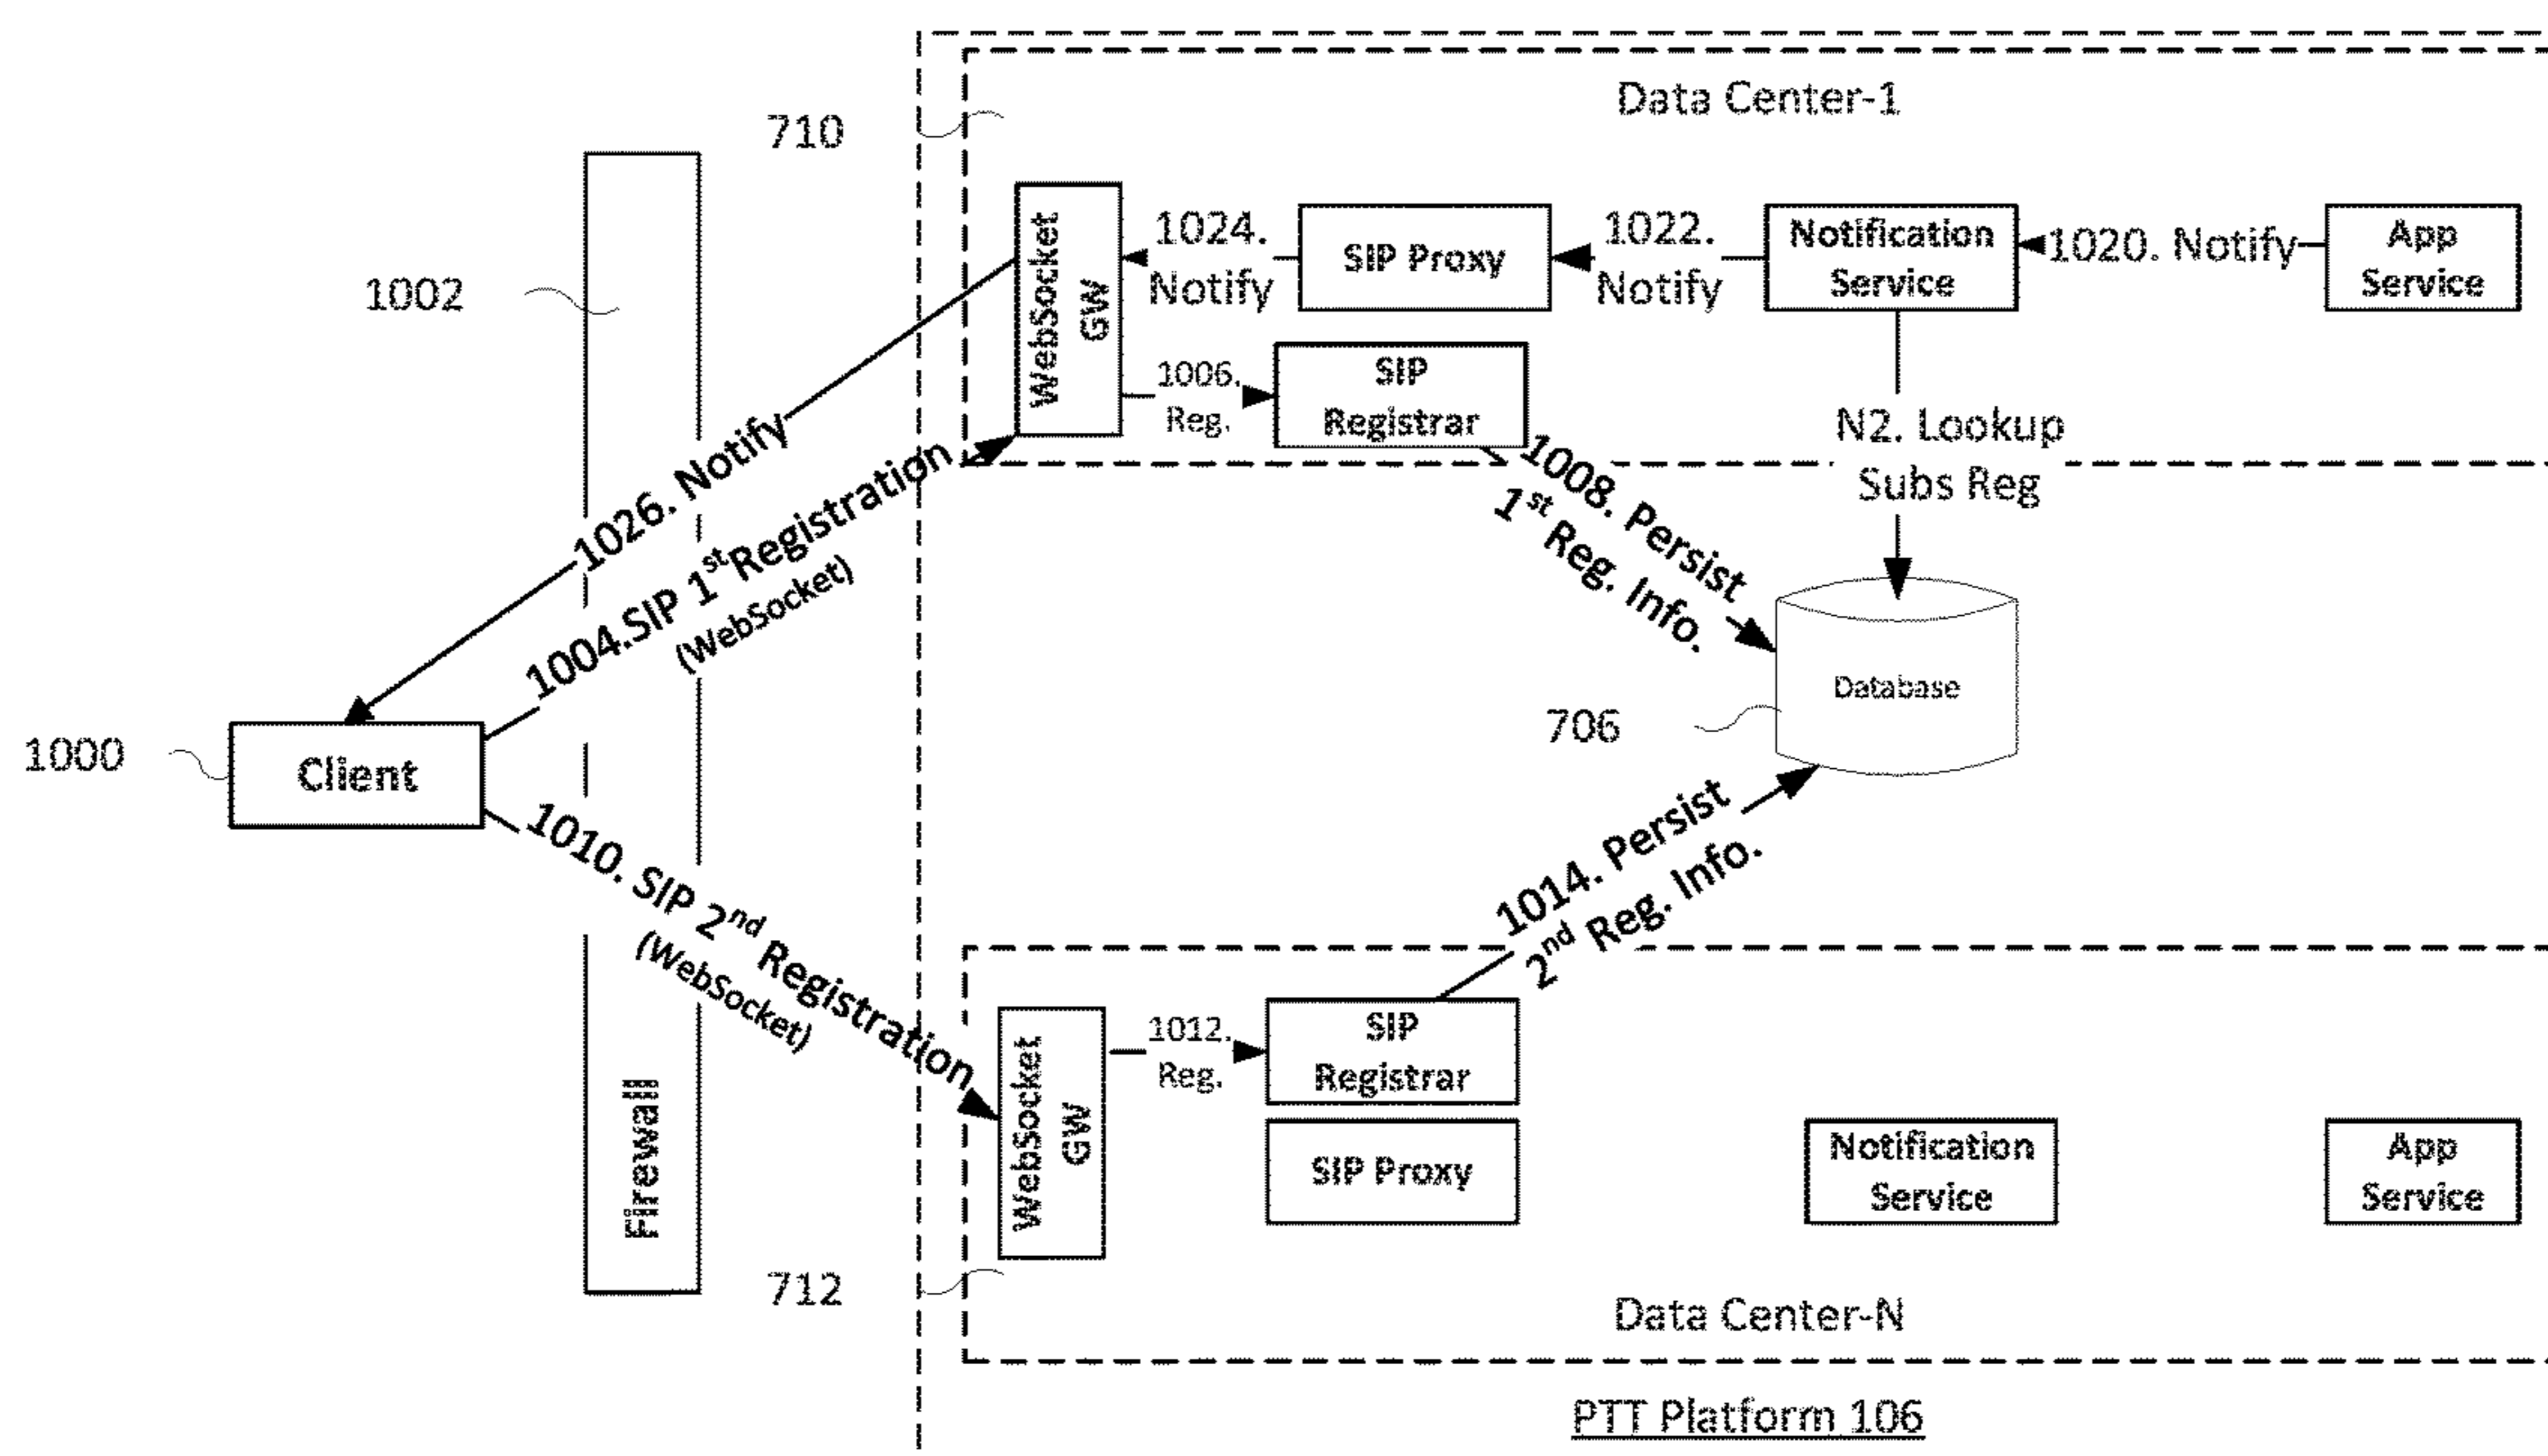 Data Center-1
710
1002
WebSocket
GW
1024.
Notify
SIP Proxy
1022.
Notify
Notification
Service
1020. Notify
App
Service
1006.
Reg.
SIP
Registrar
N2. Lookup
Subs Reg
1008. Persist
1st Reg. Info.
1026. Notify
1004.SIP 1st Registration
(WebSocket)
Database
706
1000
Client
1010. SIP 2nd Registration
(WebSocket)
1014. Persist
2nd Reg. Info.
Firewall
WebSocket
GW
1012.
Reg.
SIP
Registrar
SIP Proxy
Notification
Service
App
Service
712
Data Center-N
PTT Platform 106